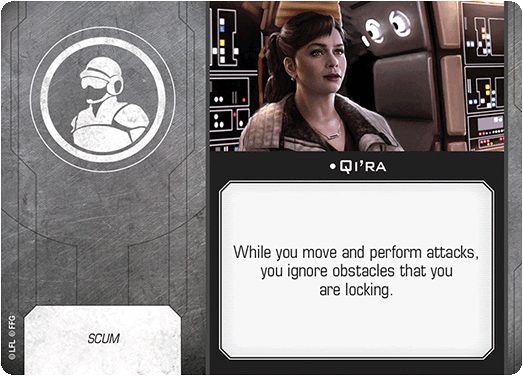 • QI'RA
While you move and perform attacks,
you ignore obstacles that you
are locking.
SCUM
© LFL © FFG